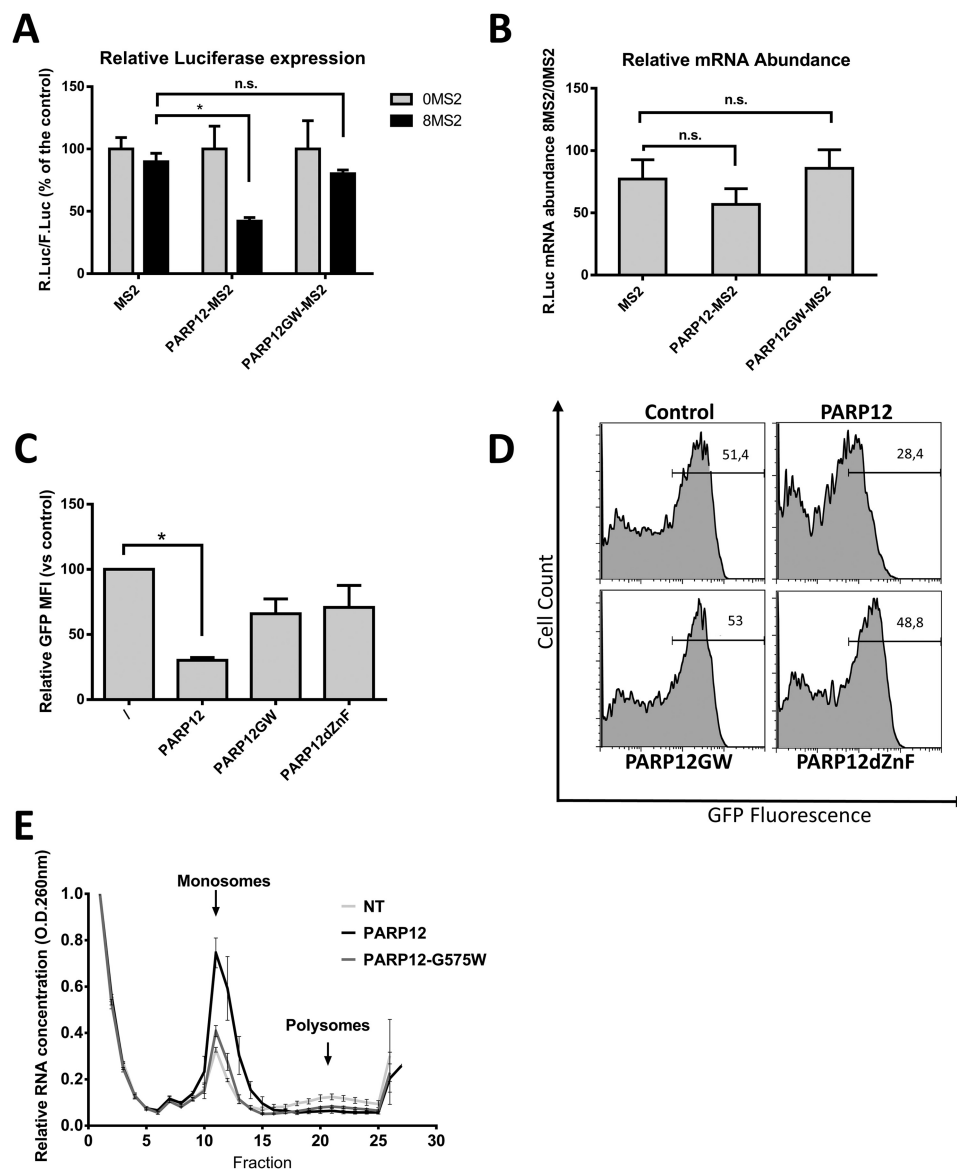 A
Relative Luciferase expression
R.Luc/F.Luc (% of the control)
150
100
50
0
n.s.
*
0MS2
8MS2
MS2
PARP12-MS2
PARP12GW-MS2
B
Relative mRNA Abundance
R.Luc mRNA abundance 8MS2/0MS2
150
100
50
0
n.s.
n.s.
MS2
PARP12-MS2
PARP12GW-MS2
C
Relative GFP MFI (vs control)
150
100
50
0
*
/
PARP12
PARP12GW
PARP12dZnF
D
Cell Count
Control
51,4
PARP12
28,4
53
PARP12GW
48,8
PARP12dZnF
GFP Fluorescence
E
Relative RNA concentration (O.D.260nm)
1.0
0.8
0.6
0.4
0.2
0.0
Monosomes
Polysomes
NT
PARP12
PARP12-G575W
0 5 10 15 20 25 30
Fraction